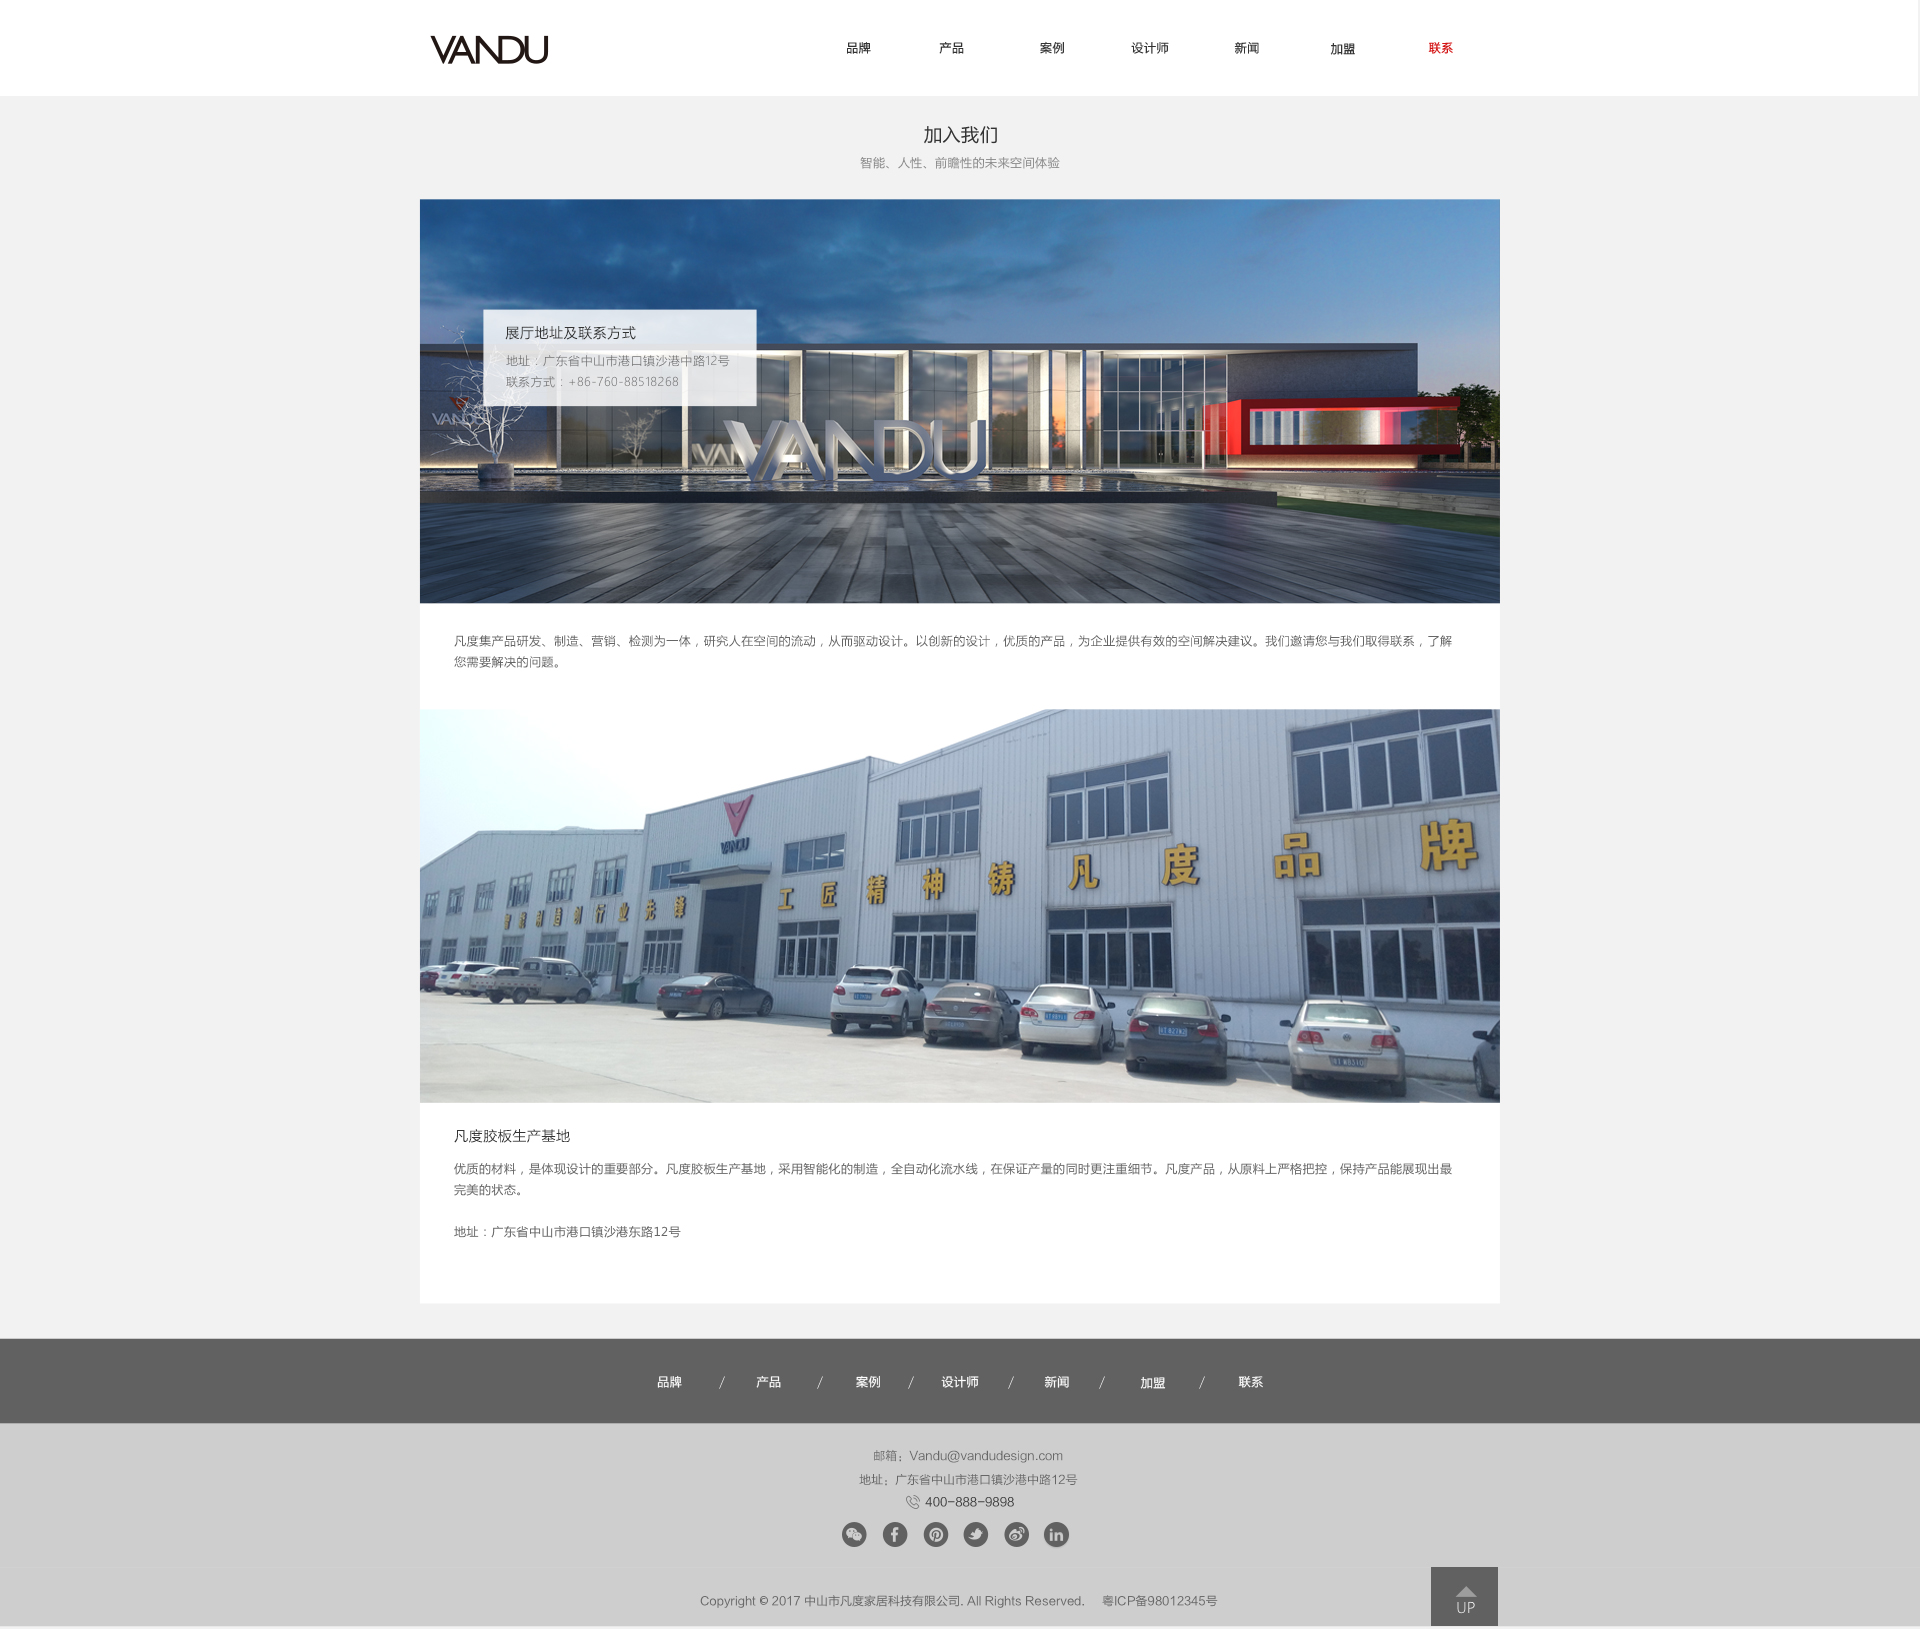 VANDU
品牌 产品 案例 设计师 新闻 加盟 联系
加入我们
智能、人性、前瞻性的未来空间体验
展厅地址及联系方式
地址：广东省中山市港口镇沙港中路12号
联系方式：+86-760-88518268
VANDU
VANDU
凡度集产品研发、制造、营销、检测为一体，研究人在空间的流动，从而驱动设计。以创新的设计，优质的产品，为企业提供有效的空间解决建议。我们邀请您与我们取得联系，了解
您需要解决的问题。
VANDU
制造 行业先锋 工匠精神铸凡度品牌
凡度胶板生产基地
优质的材料，是体现设计的重要部分。凡度胶板生产基地，采用智能化的制造，全自动化流水线，在保证产量的同时更注重细节。凡度产品，从原料上严格把控，保持产品能展现出最
完美的状态。
地址：广东省中山市港口镇沙港东路12号
品牌 / 产品 / 案例 / 设计师 / 新闻 / 加盟 / 联系
邮箱：Vandu@vandudesign.com
地址：广东省中山市港口镇沙港中路12号
400-888-9898
Copyright © 2017 中山市凡度家居科技有限公司. All Rights Reserved. 粤ICP备98012345号
UP